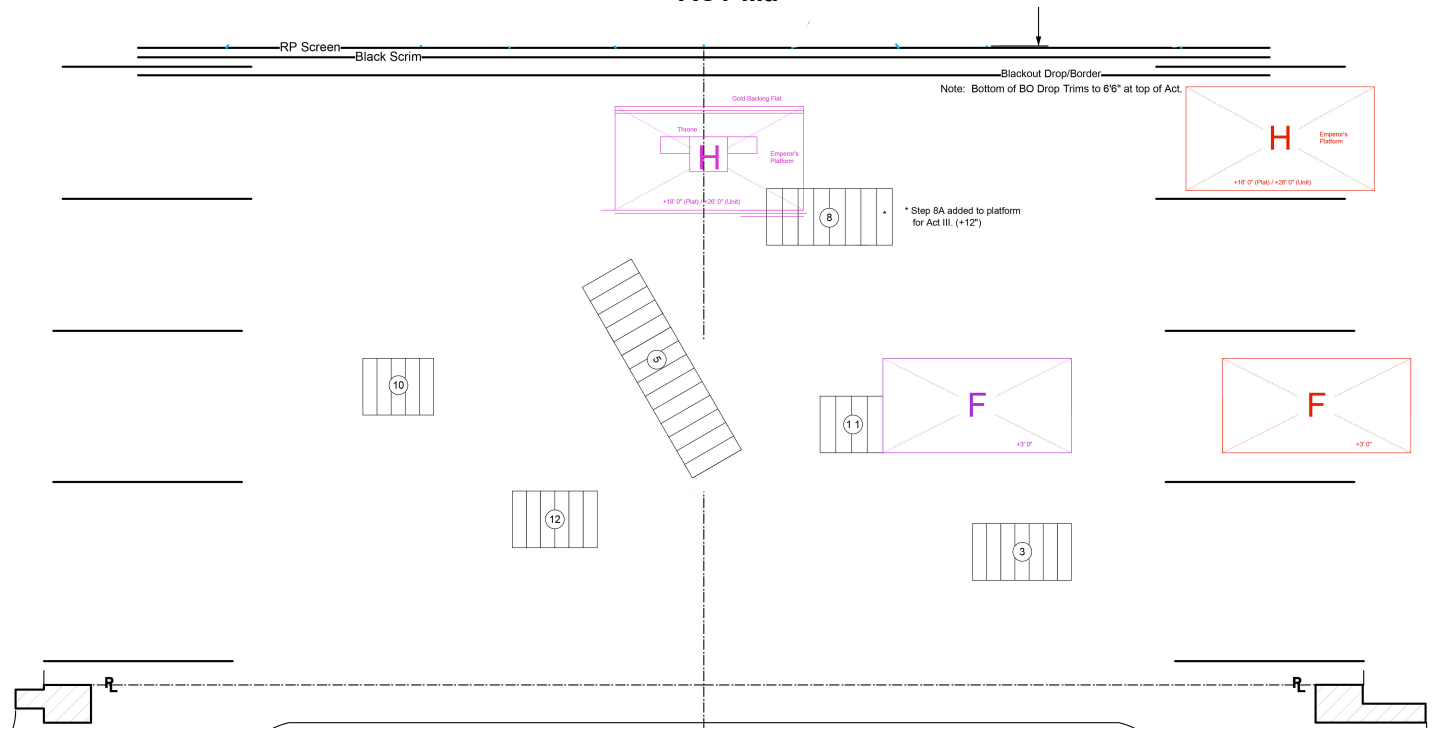 RP Screen
Black Scrim
Blackout Drop/Border
Note: Bottom of BO Drop Trims to 6'6" at top of Act.
Gold Backing Flat
Throne
H
Emperor's
Platform
+18' 0" (Plat) / +26' 0" (Unit)
H
Emperor's
Platform
+18' 0" (Plat) / +26' 0" (Unit)
8
*
* Step 8A added to platform
for Act III. (+12")
5
10
1 1
F
+3' 0"
F
+3' 0"
12
3
PL
PL